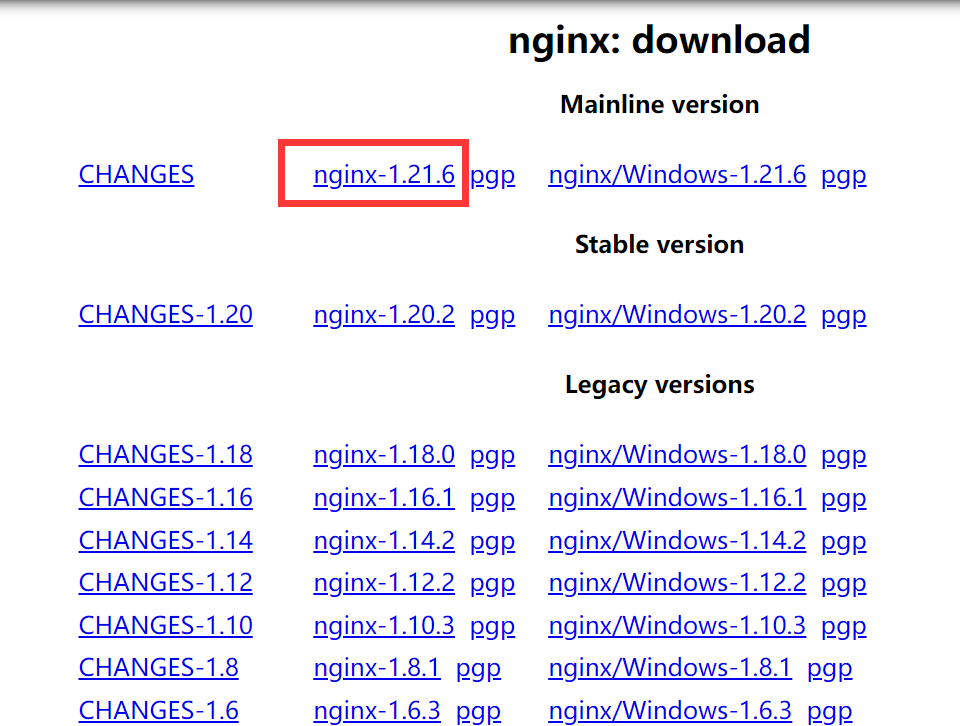 nginx: download
Mainline version
CHANGES nginx-1.21.6 pgp nginx/Windows-1.21.6 pgp
Stable version
CHANGES-1.20 nginx-1.20.2 pgp nginx/Windows-1.20.2 pgp
Legacy versions
CHANGES-1.18 nginx-1.18.0 pgp nginx/Windows-1.18.0 pgp
CHANGES-1.16 nginx-1.16.1 pgp nginx/Windows-1.16.1 pgp
CHANGES-1.14 nginx-1.14.2 pgp nginx/Windows-1.14.2 pgp
CHANGES-1.12 nginx-1.12.2 pgp nginx/Windows-1.12.2 pgp
CHANGES-1.10 nginx-1.10.3 pgp nginx/Windows-1.10.3 pgp
CHANGES-1.8 nginx-1.8.1 pgp nginx/Windows-1.8.1 pgp
CHANGES-1.6 nginx-1.6.3 pgp nginx/Windows-1.6.3 pgp